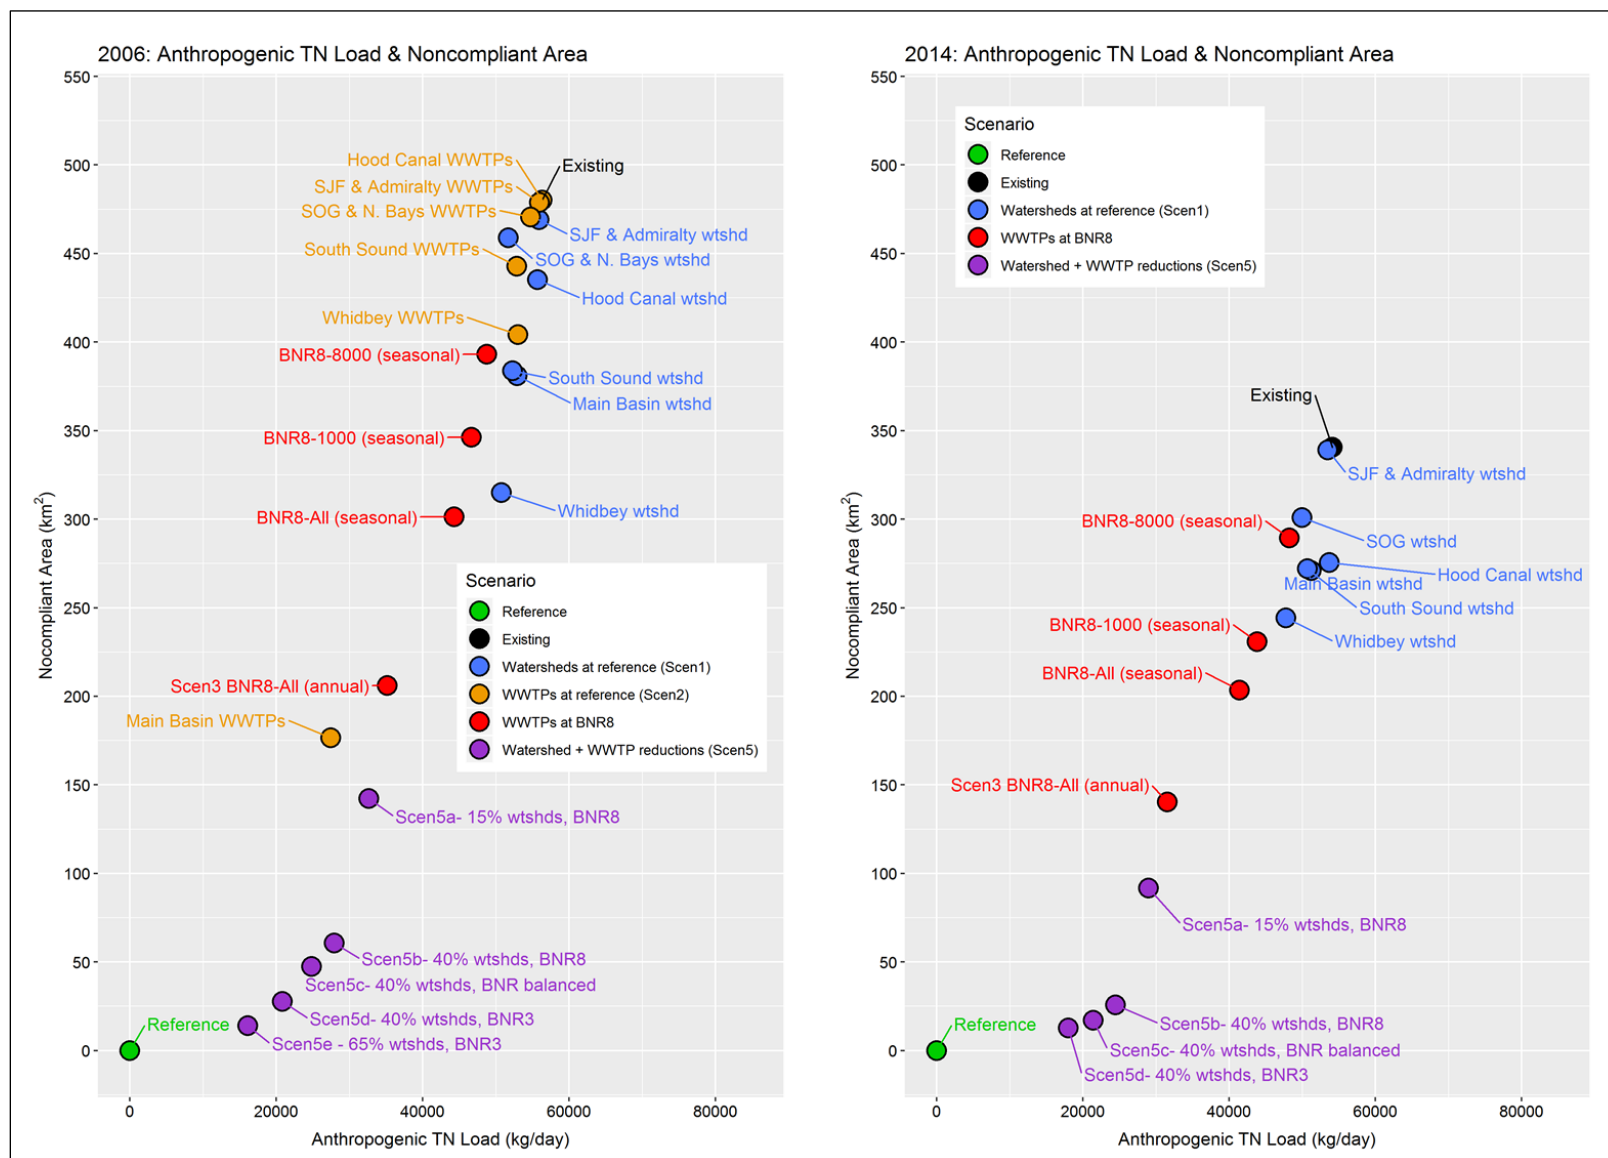 2006: Anthropogenic TN Load & Noncompliant Area
550
500
450
400
350
300
250
200
150
100
50
0
Nocompliant Area (km²)
Hood Canal WWTPs
Existing
SJF & Admiralty WWTPs
SOG & N. Bays WWTPs
SJF & Admiralty wtshd
South Sound WWTPs
SOG & N. Bays wtshd
Hood Canal wtshd
Whidbey WWTPs
BNR8-8000 (seasonal)
South Sound wtshd
Main Basin wtshd
BNR8-1000 (seasonal)
Whidbey wtshd
BNR8-All (seasonal)
Scenario
Reference
Existing
Watersheds at reference (Scen1)
WWTPs at reference (Scen2)
WWTPs at BNR8
Watershed + WWTP reductions (Scen5)
Scen3 BNR8-All (annual)
Main Basin WWTPs
Scen5a- 15% wtshds, BNR8
Scen5b- 40% wtshds, BNR8
Scen5c- 40% wtshds, BNR balanced
Scen5d- 40% wtshds, BNR3
Reference
Scen5e - 65% wtshds, BNR3
0
20000
40000
60000
80000
Anthropogenic TN Load (kg/day)
2014: Anthropogenic TN Load & Noncompliant Area
550
500
450
400
350
300
250
200
150
100
50
0
Nocompliant Area (km²)
Scenario
Reference
Existing
Watersheds at reference (Scen1)
WWTPs at BNR8
Watershed + WWTP reductions (Scen5)
Existing
SJF & Admiralty wtshd
BNR8-8000 (seasonal)
SOG wtshd
Hood Canal wtshd
Main Basin wtshd
South Sound wtshd
BNR8-1000 (seasonal)
Whidbey wtshd
BNR8-All (seasonal)
Scen3 BNR8-All (annual)
Scen5a- 15% wtshds, BNR8
Reference
Scen5b- 40% wtshds, BNR8
Scen5c- 40% wtshds, BNR balanced
Scen5d- 40% wtshds, BNR3
0
20000
40000
60000
80000
Anthropogenic TN Load (kg/day)